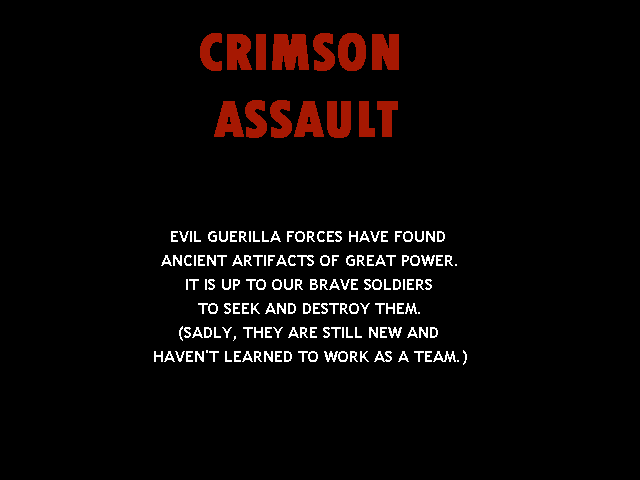 CRIMSON
ASSAULT
EVIL GUERILLA FORCES HAVE FOUND
ANCIENT ARTIFACTS OF GREAT POWER.
IT IS UP TO OUR BRAVE SOLDIERS
TO SEEK AND DESTROY THEM.
(SADLY, THEY ARE STILL NEW AND
HAVEN'T LEARNED TO WORK AS A TEAM.)